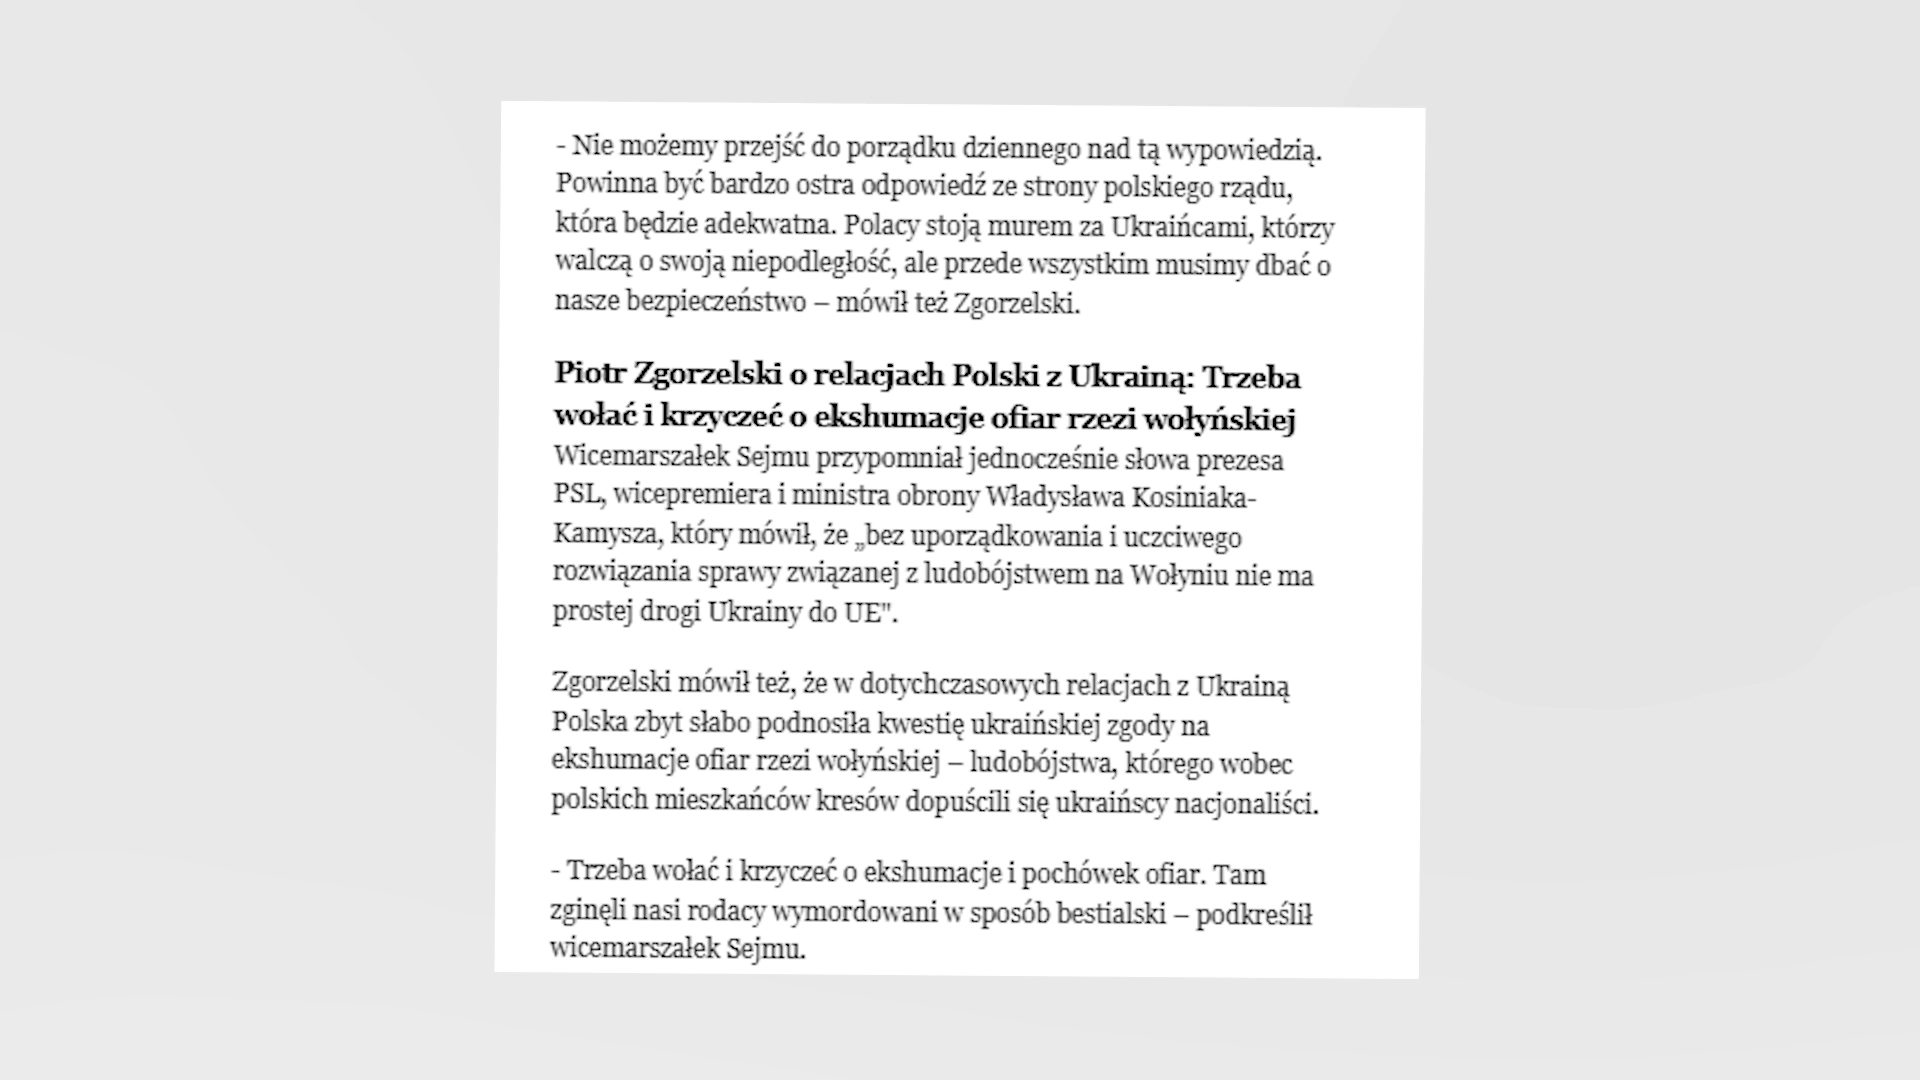 - Nie możemy przejść do porządku dziennego nad tą wypowiedzią.
Powinna być bardzo ostra odpowiedź ze strony polskiego rządu,
która będzie adekwatna. Polacy stoją murem za Ukraińcami, którzy
walczą o swoją niepodległość, ale przede wszystkim musimy dbać o
nasze bezpieczeństwo – mówił też Zgorzelski.
Piotr Zgorzelski o relacjach Polski z Ukrainą: Trzeba
wołać i krzyczeć o ekshumacje ofiar rzezi wołyńskiej
Wicemarszałek Sejmu przypomniał jednocześnie słowa prezesa
PSL, wicepremiera i ministra obrony Władysława Kosiniaka-
Kamysza, który mówił, że „bez uporządkowania i uczciwego
rozwiązania sprawy związanej z ludobójstwem na Wołyniu nie ma
prostej drogi Ukrainy do UE".
Zgorzelski mówił też, że w dotychczasowych relacjach z Ukrainą
Polska zbyt słabo podnosiła kwestię ukraińskiej zgody na
ekshumacje ofiar rzezi wołyńskiej – ludobójstwa, którego wobec
polskich mieszkańców kresów dopuścili się ukraińscy nacjonaliści.
- Trzeba wołać i krzyczeć o ekshumacje i pochówek ofiar. Tam
zginęli nasi rodacy wymordowani w sposób bestialski – podkreślił
wicemarszałek Sejmu.